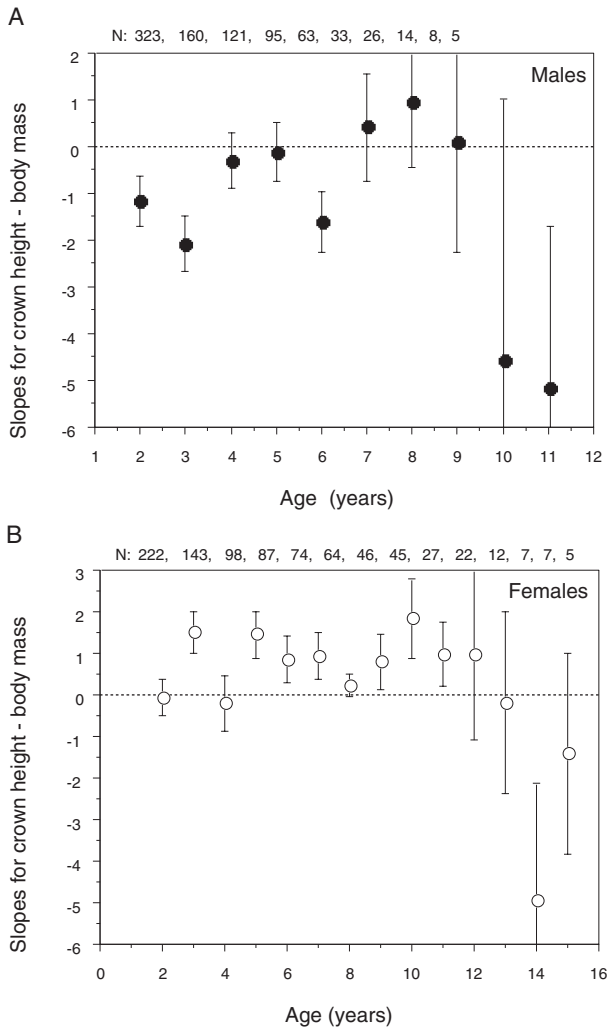 A
N: 323, 160, 121, 95, 63, 33, 26, 14, 8, 5
Males
2
1
0
-1
-2
-3
-4
-5
-6
Slopes for crown height - body mass
1 2 3 4 5 6 7 8 9 10 11 12
Age (years)
B
N: 222, 143, 98, 87, 74, 64, 46, 45, 27, 22, 12, 7, 7, 5
Females
3
2
1
0
-1
-2
-3
-4
-5
-6
Slopes for crown height - body mass
0 2 4 6 8 10 12 14 16
Age (years)